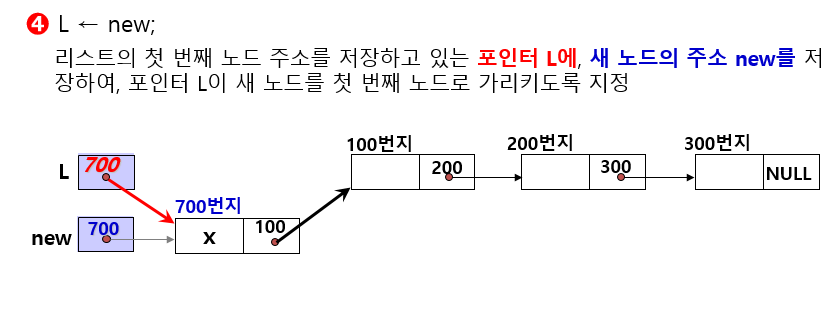 ❹ L ← new;
리스트의 첫 번째 노드 주소를 저장하고 있는 포인터 L에, 새 노드의 주소 new를 저
장하여, 포인터 L이 새 노드를 첫 번째 노드로 가리키도록 지정
100번지 200번지 300번지
L 700 200 300 NULL
700번지
new 700 x 100